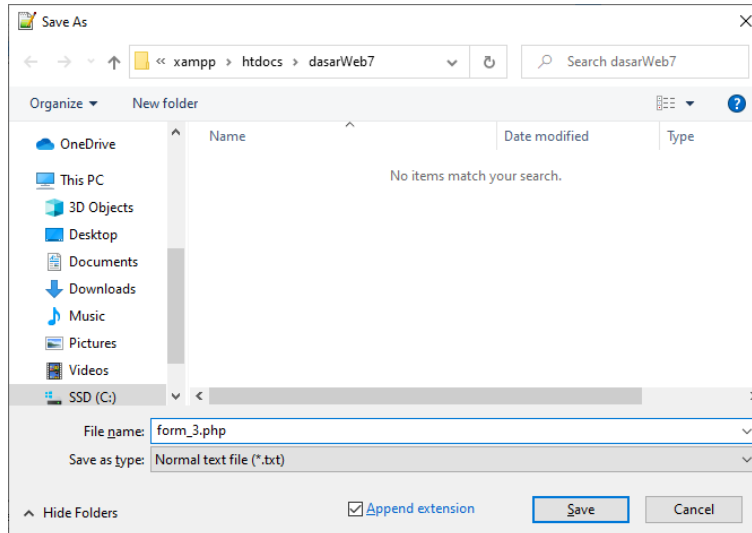 Save As
« xampp › htdocs › dasarWeb7
Search dasarWeb7
Organize
New folder
?
Name
Date modified
Type
No items match your search.
OneDrive
This PC
3D Objects
Desktop
Documents
Downloads
Music
Pictures
Videos
SSD (C:)
File name: form_3.php
Save as type: Normal text file (*.txt)
Hide Folders
Append extension
Save
Cancel